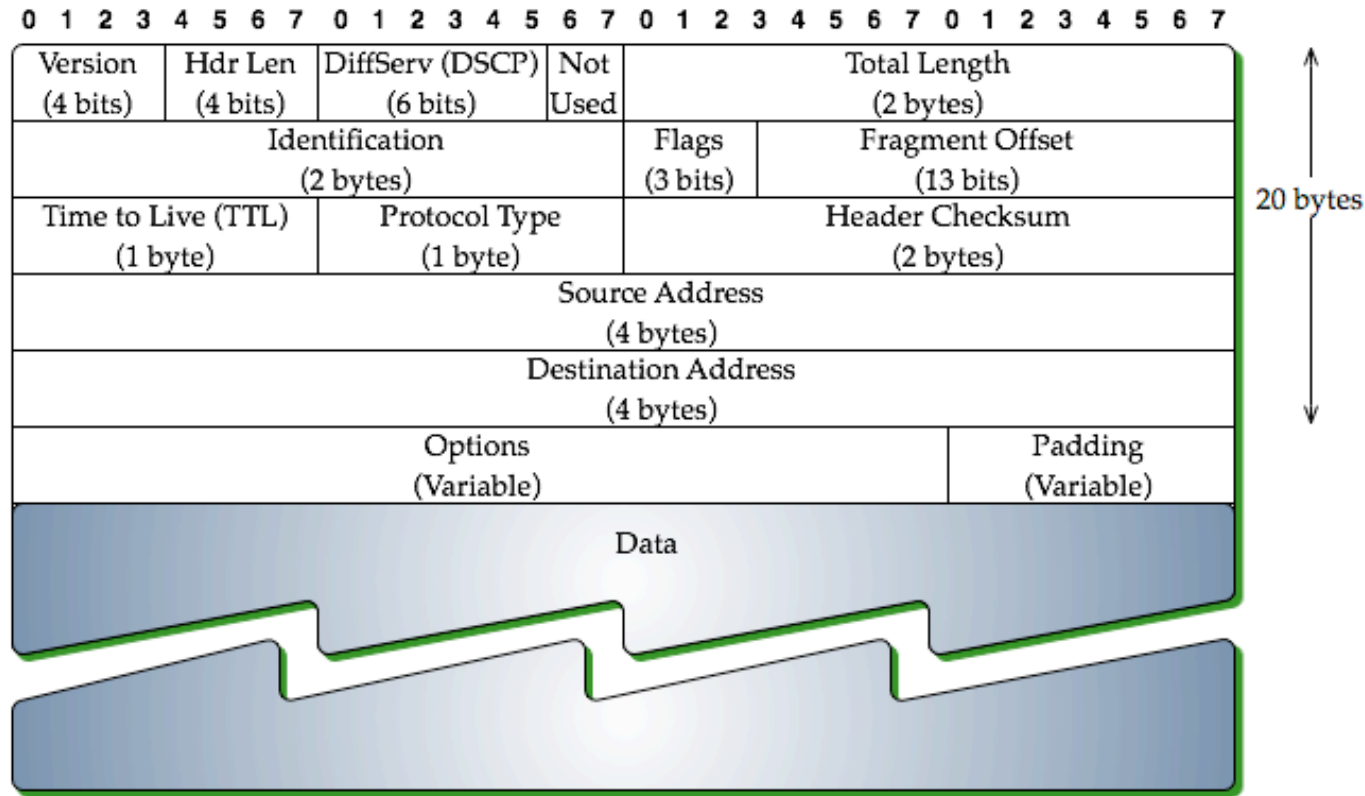 0 1 2 3 4 5 6 7 0 1 2 3 4 5 6 7 0 1 2 3 4 5 6 7 0 1 2 3 4 5 6 7
Version Hdr Len DiffServ (DSCP) Not Total Length
(4 bits) (4 bits) (6 bits) Used (2 bytes)
Identification Flags Fragment Offset
(2 bytes) (3 bits) (13 bits)
20 bytes
Time to Live (TTL) Protocol Type Header Checksum
(1 byte) (1 byte) (2 bytes)
Source Address
(4 bytes)
Destination Address
(4 bytes)
Options Padding
(Variable) (Variable)
Data